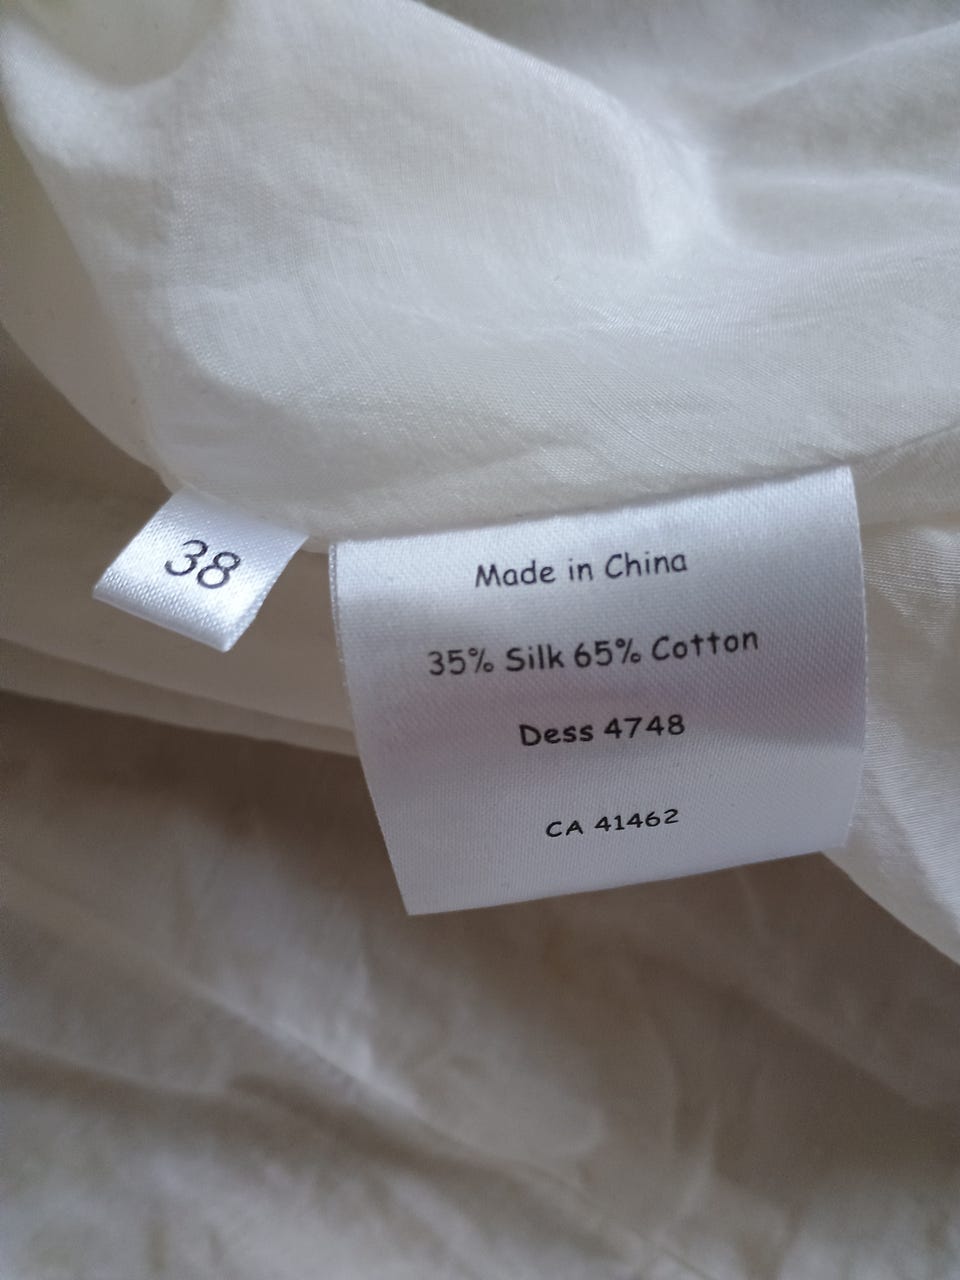 38
Made in China
35% Silk 65% Cotton
Dess 4748
CA 41462